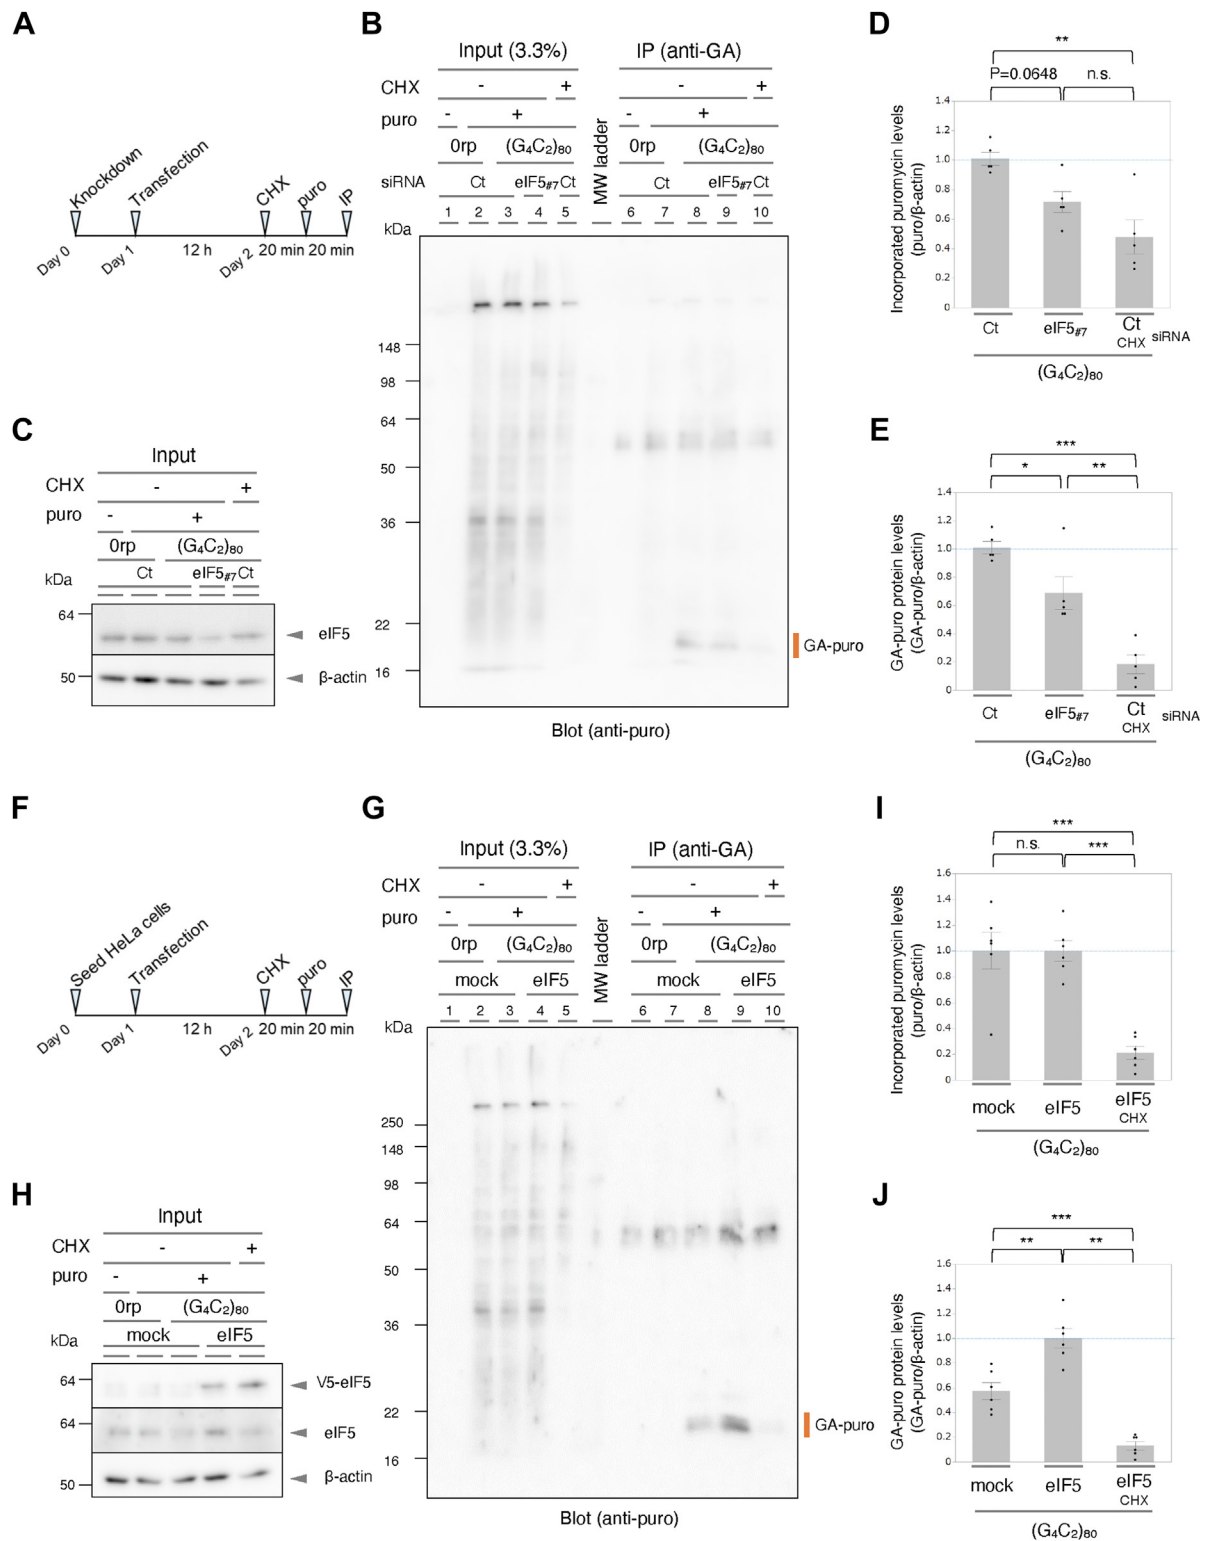 A
Knockdown
Transfection
CHX
puro
IP
Day 0
Day 1
12 h
Day 2
20 min
20 min
B
Input (3.3%)
IP (anti-GA)
CHX
-
+
-
+
puro
-
+
-
+
0rp
(G₄C₂)₈₀
MW ladder
0rp
(G₄C₂)₈₀
siRNA
Ct
eIF5#7
Ct
Ct
eIF5#7
Ct
1
2
3
4
5
6
7
8
9
10
kDa
148
98
64
50
36
22
16
GA-puro
Blot (anti-puro)
C
Input
CHX
-
+
puro
-
+
0rp
(G₄C₂)₈₀
kDa
Ct
eIF5#7
Ct
64
eIF5
50
β-actin
D
**
P=0.0648
n.s.
Incorporated puromycin levels
(puro/β-actin)
1.4
1.2
1.0
0.8
0.6
0.4
0.2
0
Ct
eIF5#7
Ct
CHX
siRNA
(G₄C₂)₈₀
E
***
*
**
GA-puro protein levels
(GA-puro/β-actin)
1.4
1.2
1.0
0.8
0.6
0.4
0.2
0
Ct
eIF5#7
Ct
CHX
siRNA
(G₄C₂)₈₀
F
Seed HeLa cells
Transfection
CHX
puro
IP
Day 0
Day 1
12 h
Day 2
20 min
20 min
G
Input (3.3%)
IP (anti-GA)
CHX
-
+
-
+
puro
-
+
-
+
0rp
(G₄C₂)₈₀
MW ladder
0rp
(G₄C₂)₈₀
mock
eIF5
mock
eIF5
1
2
3
4
5
6
7
8
9
10
kDa
250
148
98
64
50
36
22
16
GA-puro
Blot (anti-puro)
H
Input
CHX
-
+
puro
-
+
0rp
(G₄C₂)₈₀
kDa
mock
eIF5
64
V5-eIF5
64
eIF5
50
β-actin
I
***
n.s.
***
Incorporated puromycin levels
(puro/β-actin)
1.6
1.4
1.2
1.0
0.8
0.6
0.4
0.2
0
mock
eIF5
eIF5
CHX
(G₄C₂)₈₀
J
***
**
**
GA-puro protein levels
(GA-puro/β-actin)
1.6
1.4
1.2
1.0
0.8
0.6
0.4
0.2
0
mock
eIF5
eIF5
CHX
(G₄C₂)₈₀